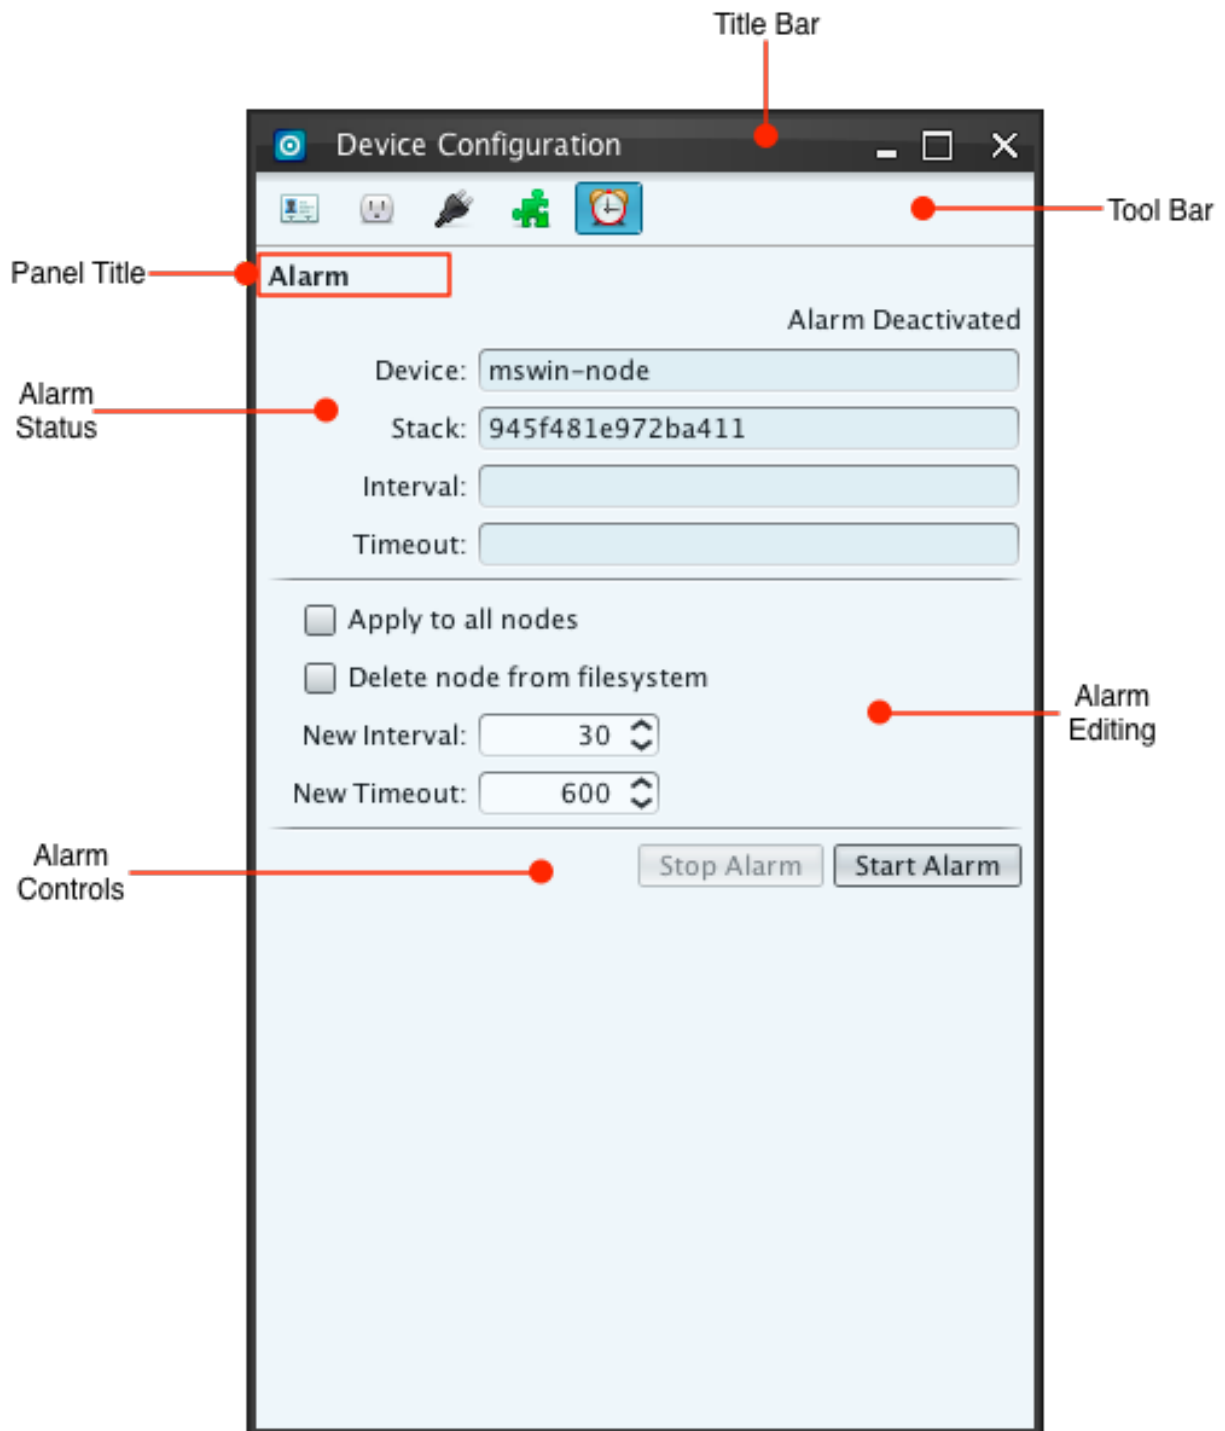 Title Bar
Device Configuration
Tool Bar
Panel Title
Alarm
Alarm Deactivated
Alarm
Status
Device: mswin-node
Stack: 945f481e972ba411
Interval:
Timeout:
Apply to all nodes
Delete node from filesystem
Alarm
Editing
New Interval: 30
New Timeout: 600
Alarm
Controls
Stop Alarm Start Alarm